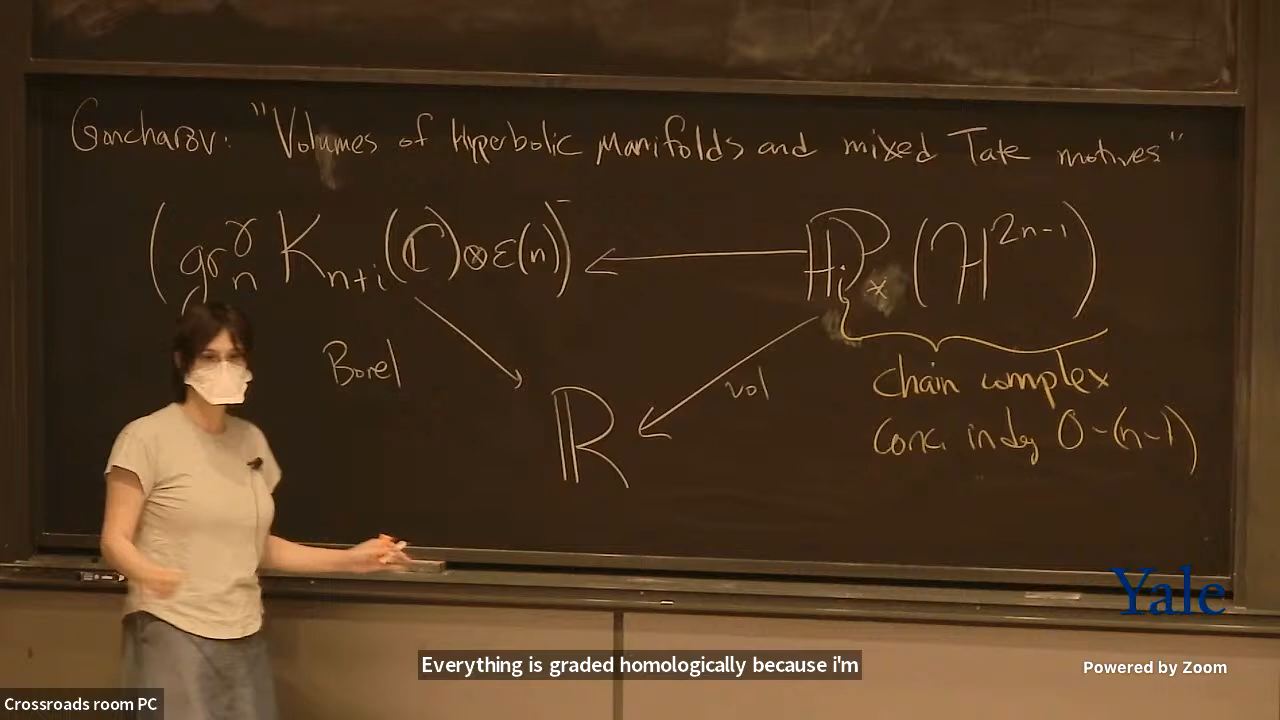 Goncharov: "Volumes of Hyperbolic Manifolds and mixed Tate motives"
(gr^γ_n K_{n+i}(ℂ)⊗ε(n))^- ← H_i P_*(H^{2n-1})
Borel
vol
ℝ
chain complex
conc in deg 0-(n-1)
Yale
Everything is graded homologically because i'm
Powered by Zoom
Crossroads room PC